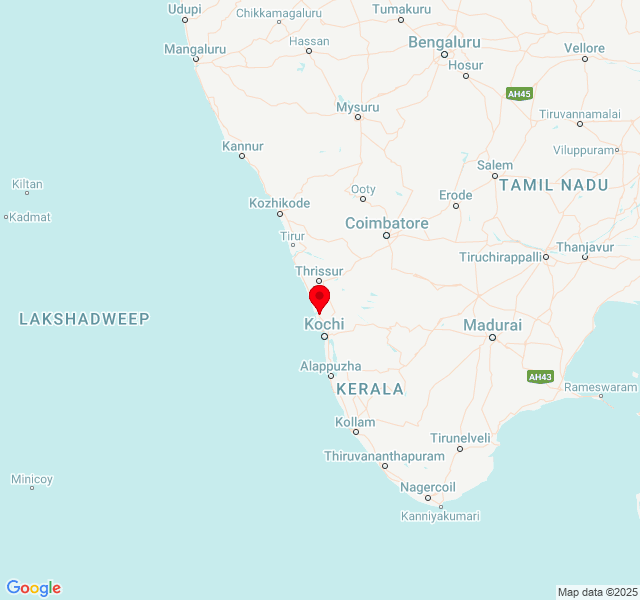 Udupi
Chikkamagaluru
Tumakuru
Hassan
Bengaluru
Mangaluru
Vellore
Hosur
AH45
Mysuru
Tiruvannamalai
Kannur
Viluppuram
Salem
Kiltan
TAMIL NADU
Ooty
Erode
Kozhikode
Kadmat
Coimbatore
Tirur
Thanjavur
Tiruchirappalli
Thrissur
LAKSHADWEEP
Kochi
Madurai
Alappuzha
AH43
KERALA
Rameswaram
Kollam
Tirunelveli
Thiruvananthapuram
Minicoy
Nagercoil
Kanniyakumari
Google
Map data ©2025